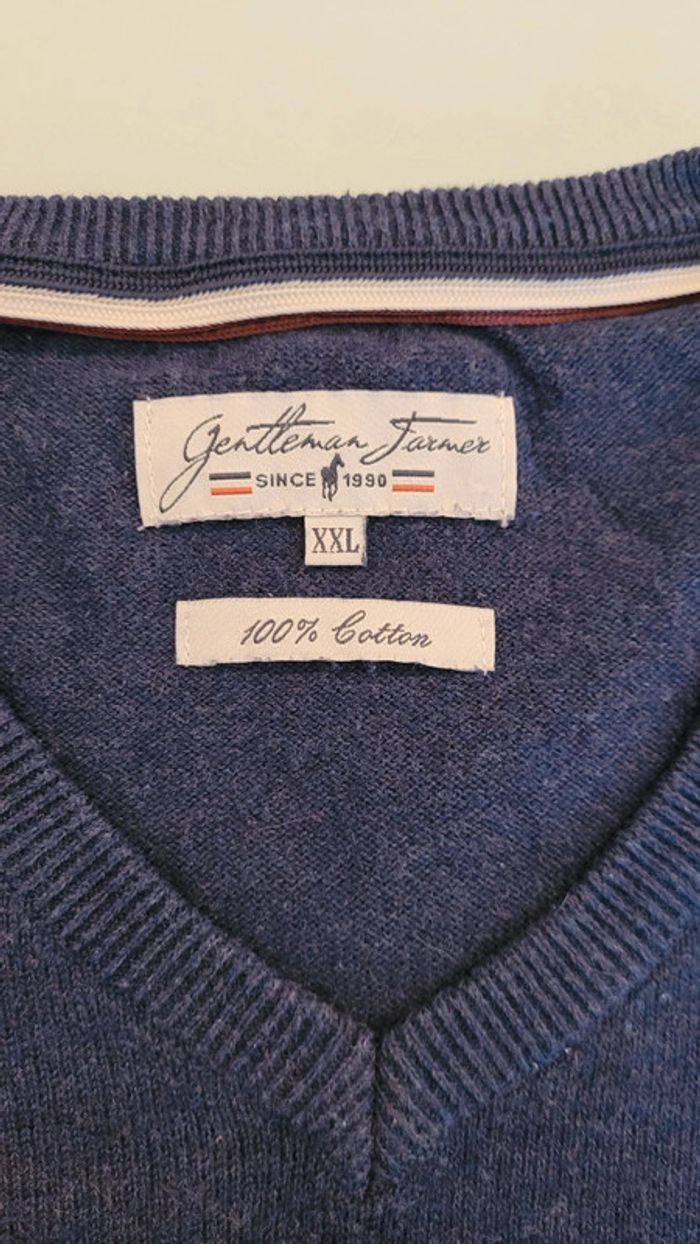 Gentleman Farmer
SINCE 1990
XXL
100% Cotton